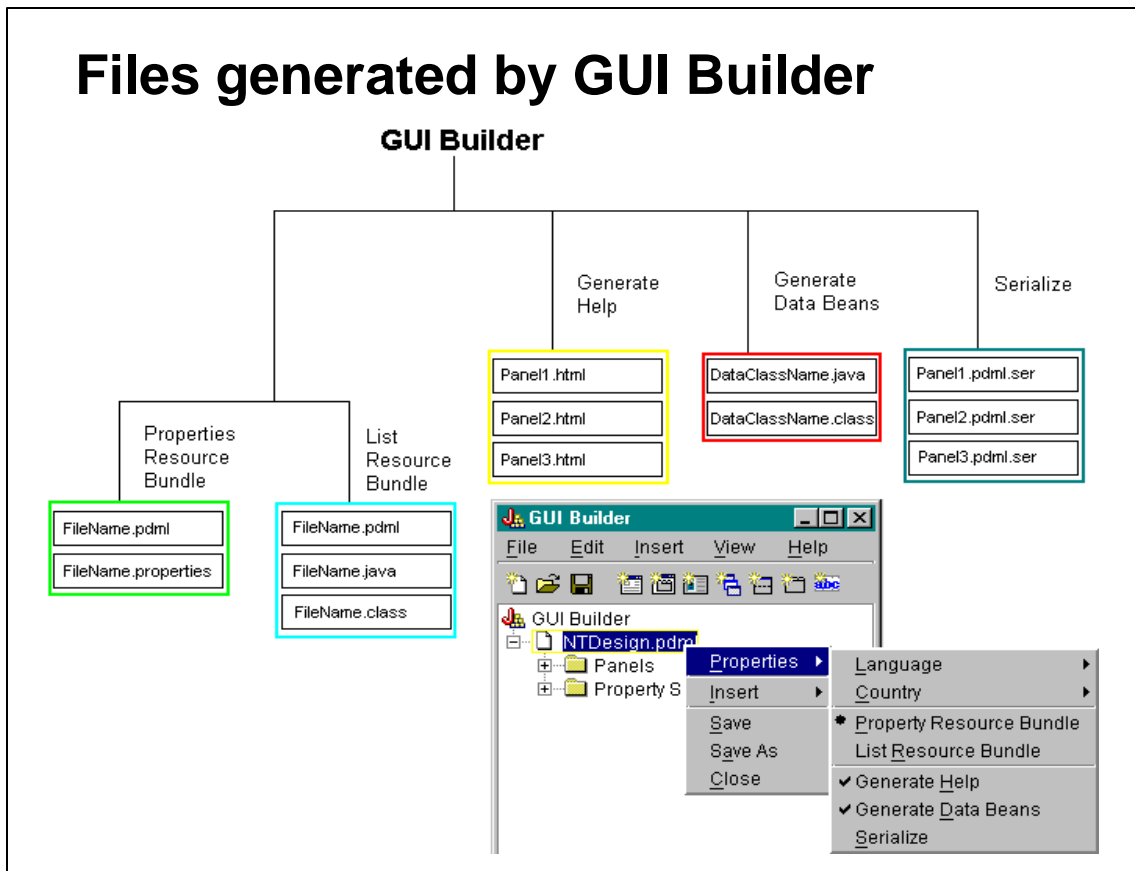 Files generated by GUI Builder
GUI Builder
Properties
Resource
Bundle
FileName.pdml
FileName.properties
List
Resource
Bundle
FileName.pdml
FileName.java
FileName.class
Generate
Help
Panel1.html
Panel2.html
Panel3.html
Generate
Data Beans
DataClassName.java
DataClassName.class
Serialize
Panel1.pdml.ser
Panel2.pdml.ser
Panel3.pdml.ser
GUI Builder
File Edit Insert View Help
abc
GUI Builder
NTDesign.pdml
Panels
Property S
Properties
Insert
Save
Save As
Close
Language
Country
Property Resource Bundle
List Resource Bundle
Generate Help
Generate Data Beans
Serialize